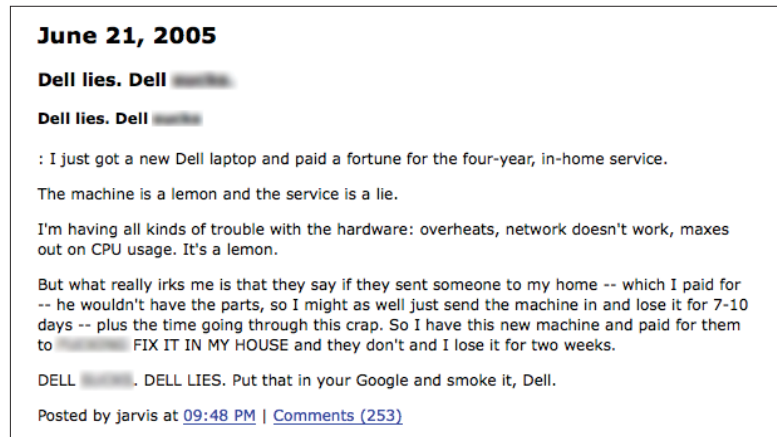 June 21, 2005
Dell lies. Dell
Dell lies. Dell
: I just got a new Dell laptop and paid a fortune for the four-year, in-home service.
The machine is a lemon and the service is a lie.
I'm having all kinds of trouble with the hardware: overheats, network doesn't work, maxes
out on CPU usage. It's a lemon.
But what really irks me is that they say if they sent someone to my home -- which I paid for
-- he wouldn't have the parts, so I might as well just send the machine in and lose it for 7-10
days -- plus the time going through this crap. So I have this new machine and paid for them
to FIX IT IN MY HOUSE and they don't and I lose it for two weeks.
DELL . DELL LIES. Put that in your Google and smoke it, Dell.
Posted by jarvis at 09:48 PM | Comments (253)